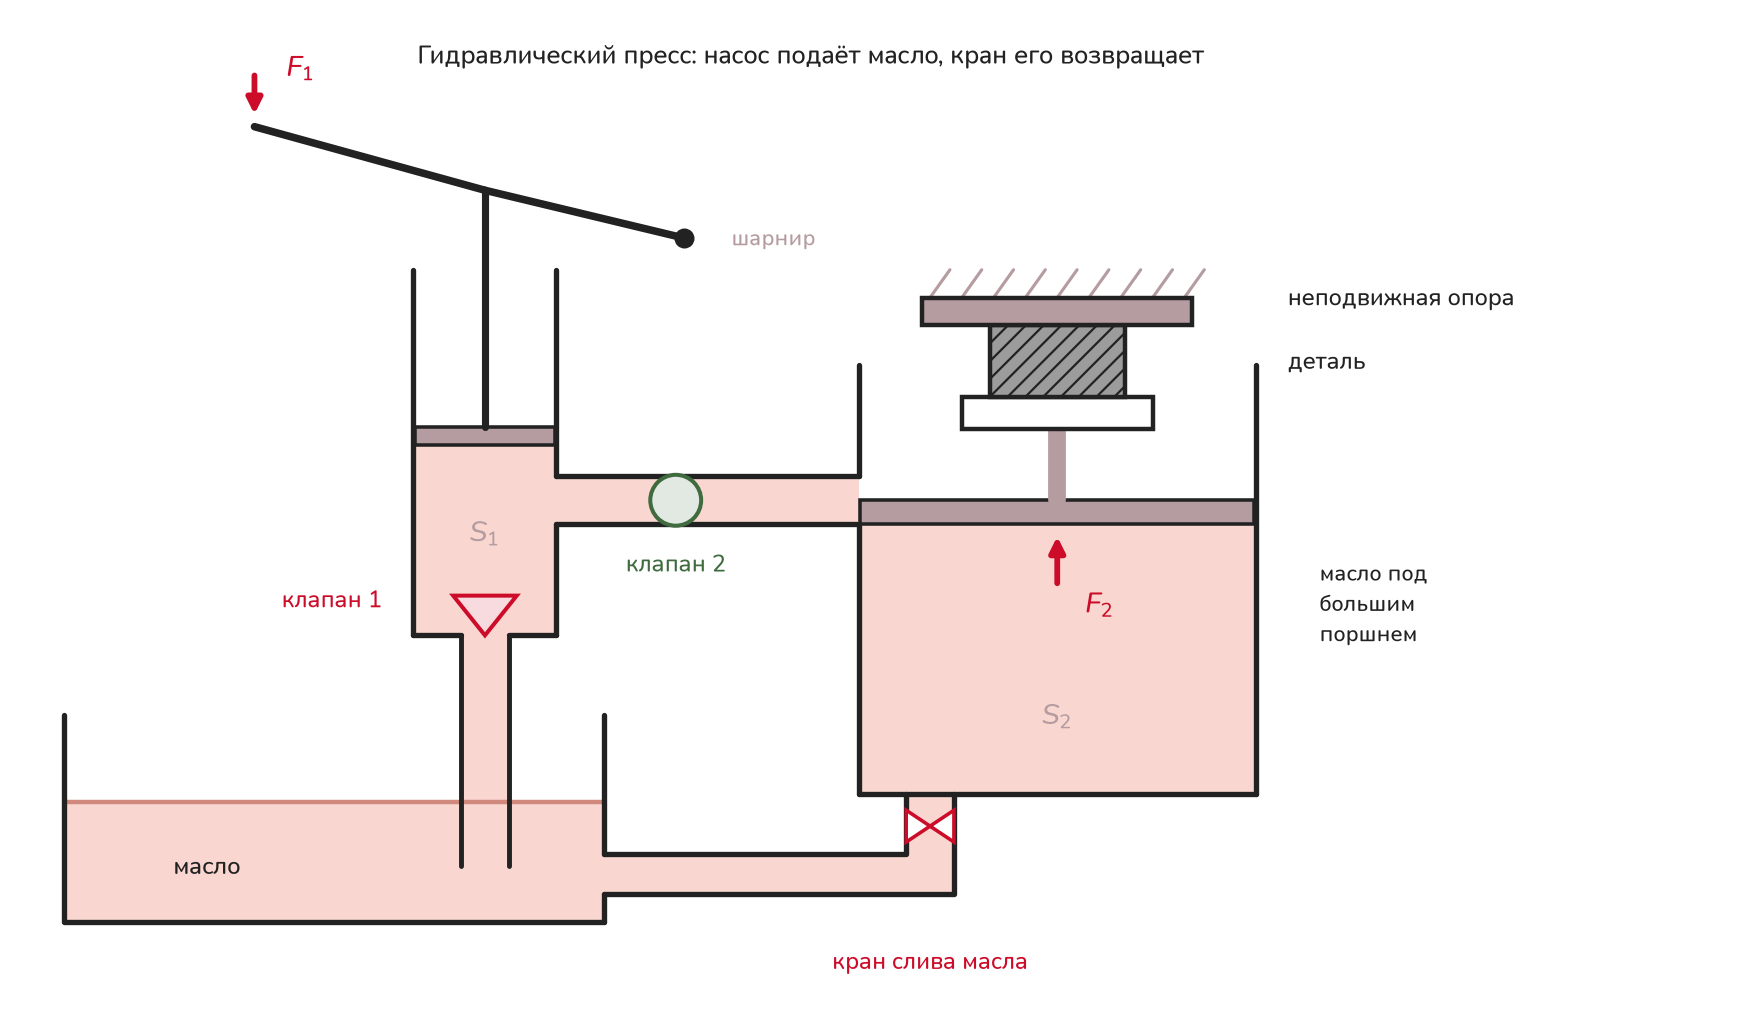 Гидравлический пресс: насос подаёт масло, кран его возвращает
F₁
шарнир
неподвижная опора
деталь
S₁
клапан 2
клапан 1
F₂
масло под
большим
поршнем
S₂
масло
кран слива масла